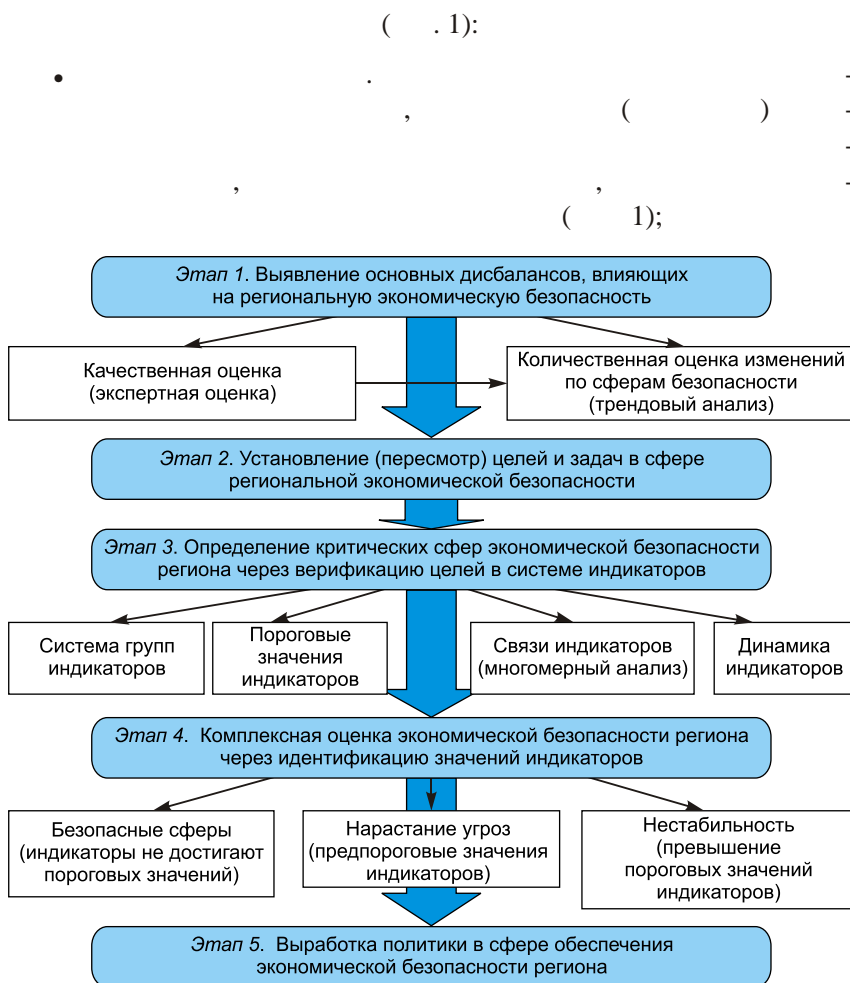 ( . 1):
• . -
, ( ) -
-
, , -
( 1);
Этап 1. Выявление основных дисбалансов, влияющих
на региональную экономическую безопасность
Качественная оценка
(экспертная оценка)
Количественная оценка изменений
по сферам безопасности
(трендовый анализ)
Этап 2. Установление (пересмотр) целей и задач в сфере
региональной экономической безопасности
Этап 3. Определение критических сфер экономической безопасности
региона через верификацию целей в системе индикаторов
Система групп
индикаторов
Пороговые
значения
индикаторов
Связи индикаторов
(многомерный анализ)
Динамика
индикаторов
Этап 4. Комплексная оценка экономической безопасности региона
через идентификацию значений индикаторов
Безопасные сферы
(индикаторы не достигают
пороговых значений)
Нарастание угроз
(предпороговые значения
индикаторов)
Нестабильность
(превышение
пороговых значений
индикаторов)
Этап 5. Выработка политики в сфере обеспечения
экономической безопасности региона